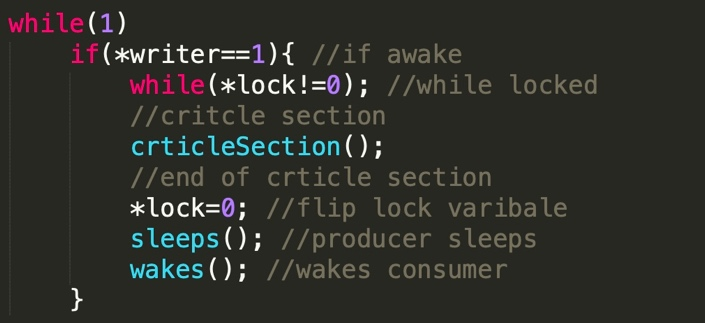 while(1)
if(*writer==1){ //if awake
while(*lock!=0); //while locked
//critcle section
crticleSection();
//end of crticle section
*lock=0; //flip lock varibale
sleeps(); //producer sleeps
wakes(); //wakes consumer
}